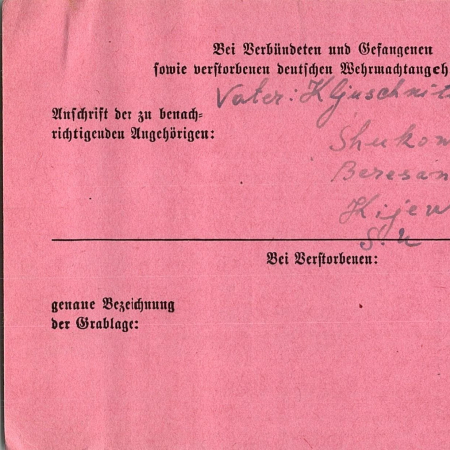 Bei Verbündeten und Gefangenen
sowie verstorbenen deutschen Wehrmachtangeh
Vater: Kljuschnit
Anschrift der zu benach-
richtigenden Angehörigen:
Shukow
Beresan
Kijew
S. U
Bei Verstorbenen:
genaue Bezeichnung
der Grablage: